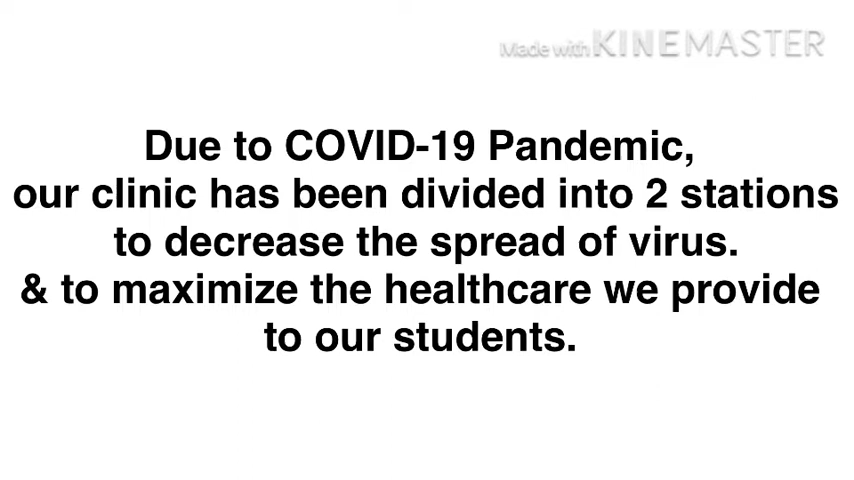 Made with KINEMASTER
Due to COVID-19 Pandemic,
our clinic has been divided into 2 stations
to decrease the spread of virus.
& to maximize the healthcare we provide
to our students.